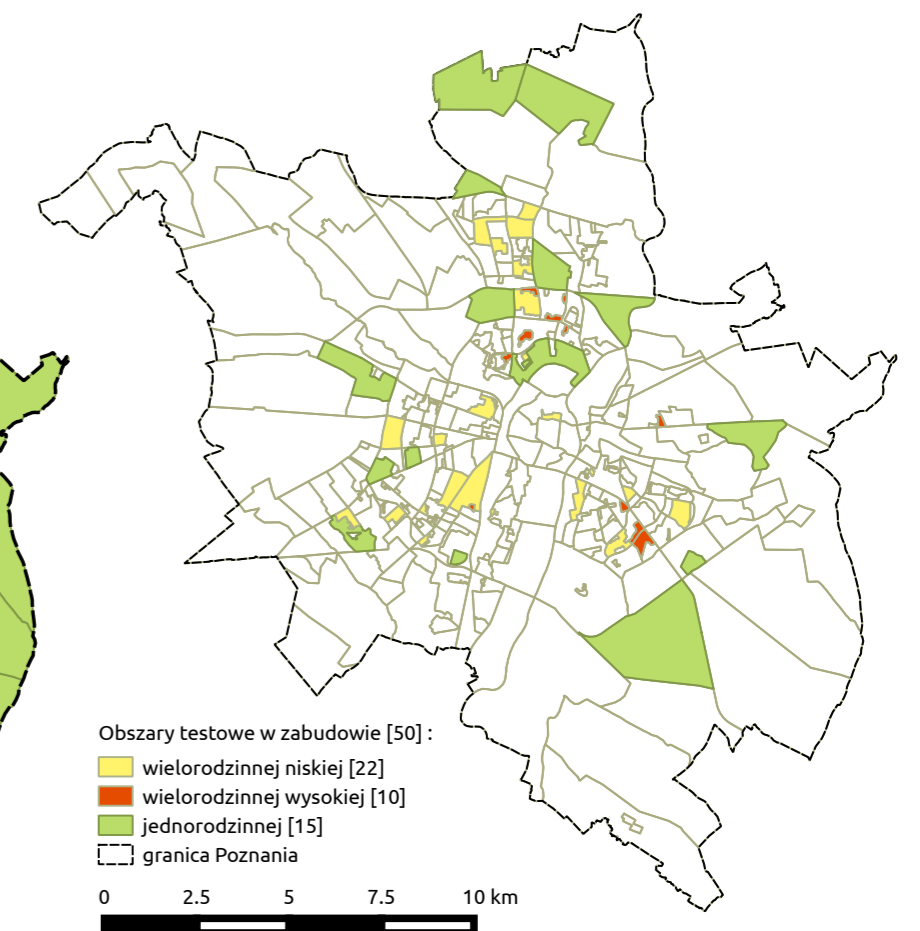 Obszary testowe w zabudowie [50] :
wielorodzinnej niskiej [22]
wielorodzinnej wysokiej [10]
jednorodzinnej [15]
granica Poznania
0 2.5 5 7.5 10 km